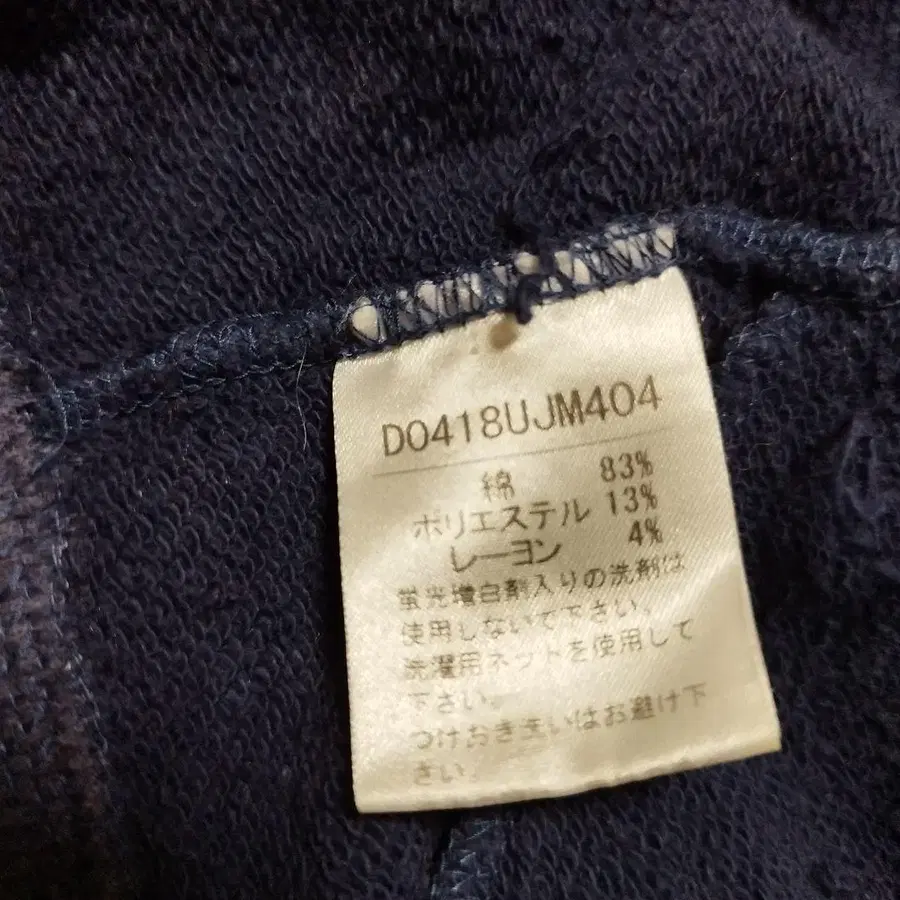 D0418UJM404
綿 83%
ポリエステル 13%
レーヨン 4%
蛍光増白剤入りの洗剤は
使用しないで下さい。
洗濯用ネットを使用して
下さい。
つけおき洗いはお避け下
さい。